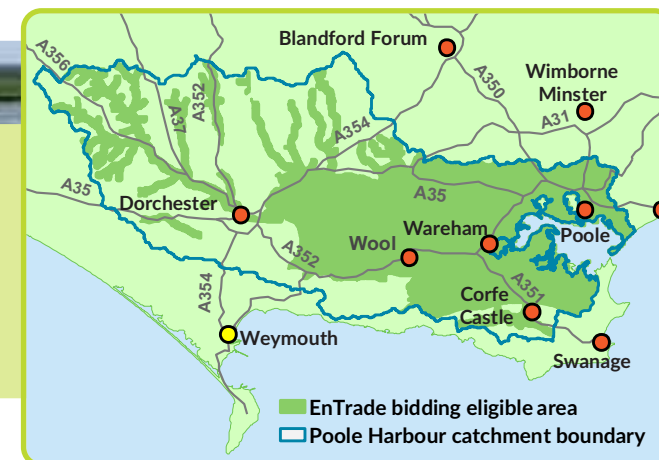 Blandford Forum
A356
A350
Wimborne
Minster
A37
A352
A31
A354
A35
A35
Dorchester
Wareham
Poole
Wool
A352
A354
A351
Corfe
Castle
Weymouth
Swanage
EnTrade bidding eligible area
Poole Harbour catchment boundary